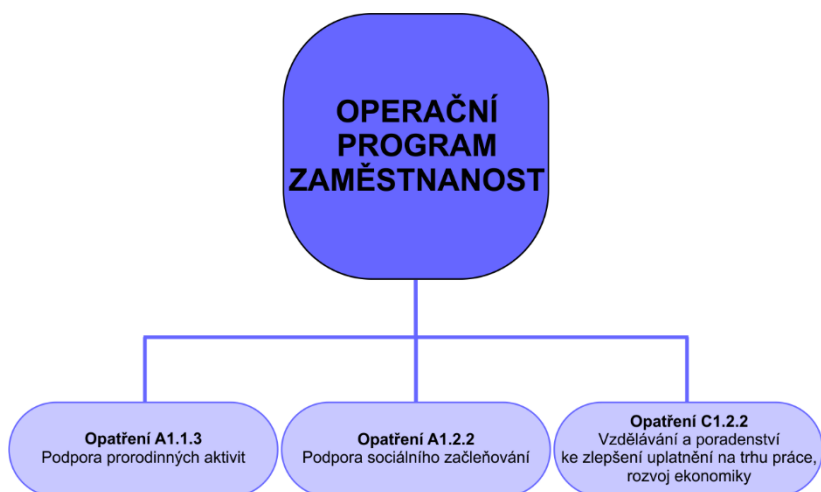 OPERAČNÍ
PROGRAM
ZAMĚSTNANOST
Opatření A1.1.3
Podpora prorodinných aktivit
Opatření A1.2.2
Podpora sociálního začleňování
Opatření C1.2.2
Vzdělávání a poradenství
ke zlepšení uplatnění na trhu práce,
rozvoj ekonomiky